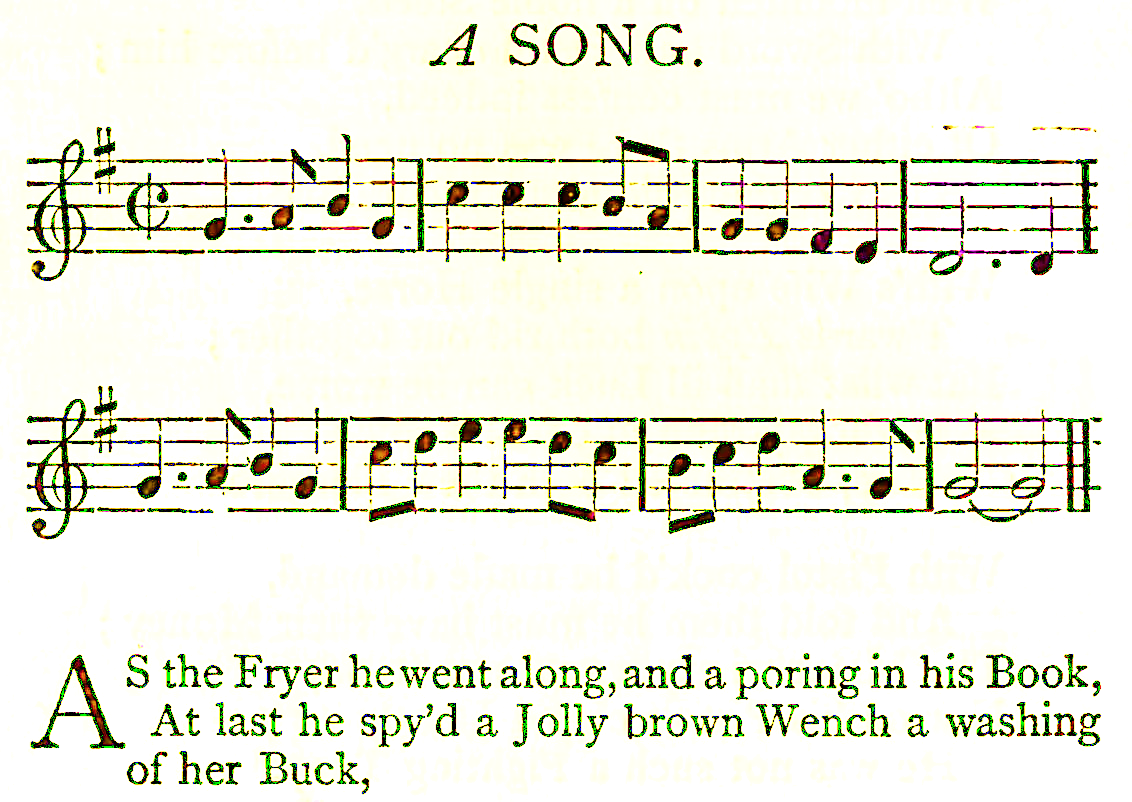 A SONG.
AS the Fryer he went along, and a poring in his Book,
At last he spy'd a Jolly brown Wench a washing
of her Buck,